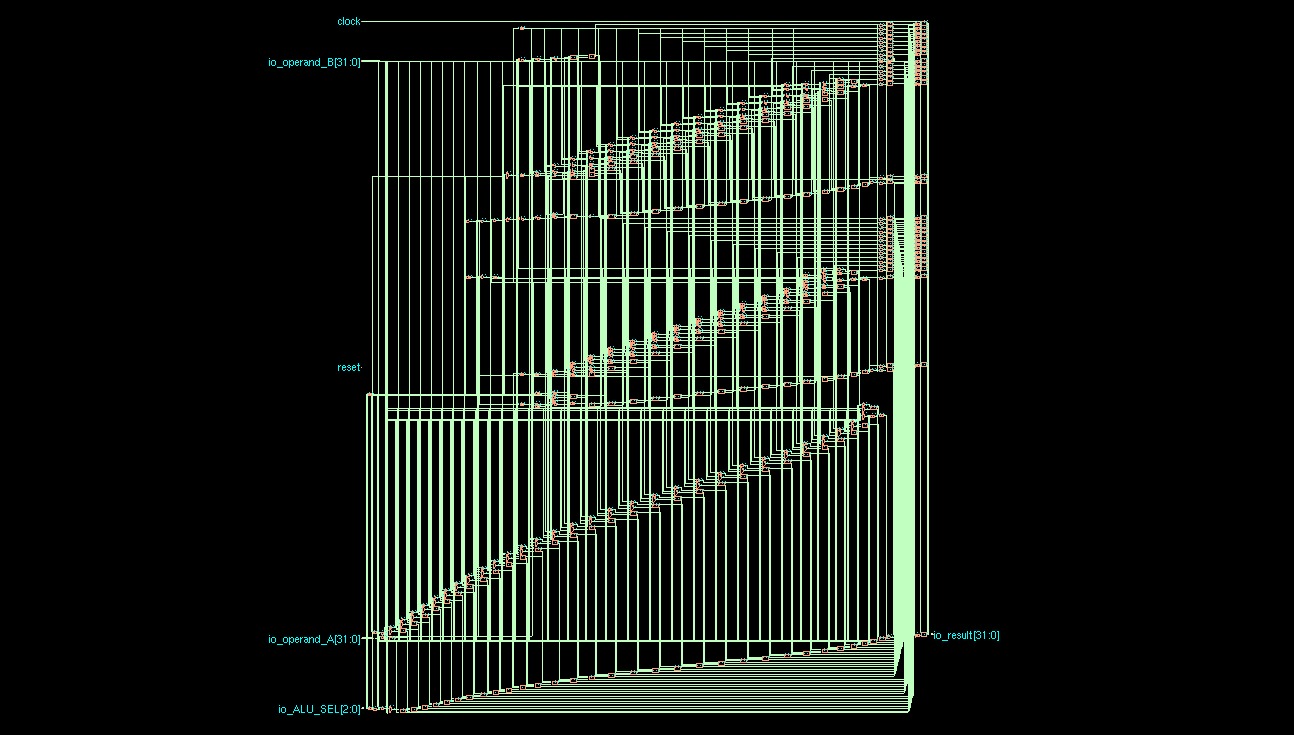 clock
io_operand_B[31:0]
reset
io_operand_A[31:0]
io_result[31:0]
io_ALU_SEL[2:0]